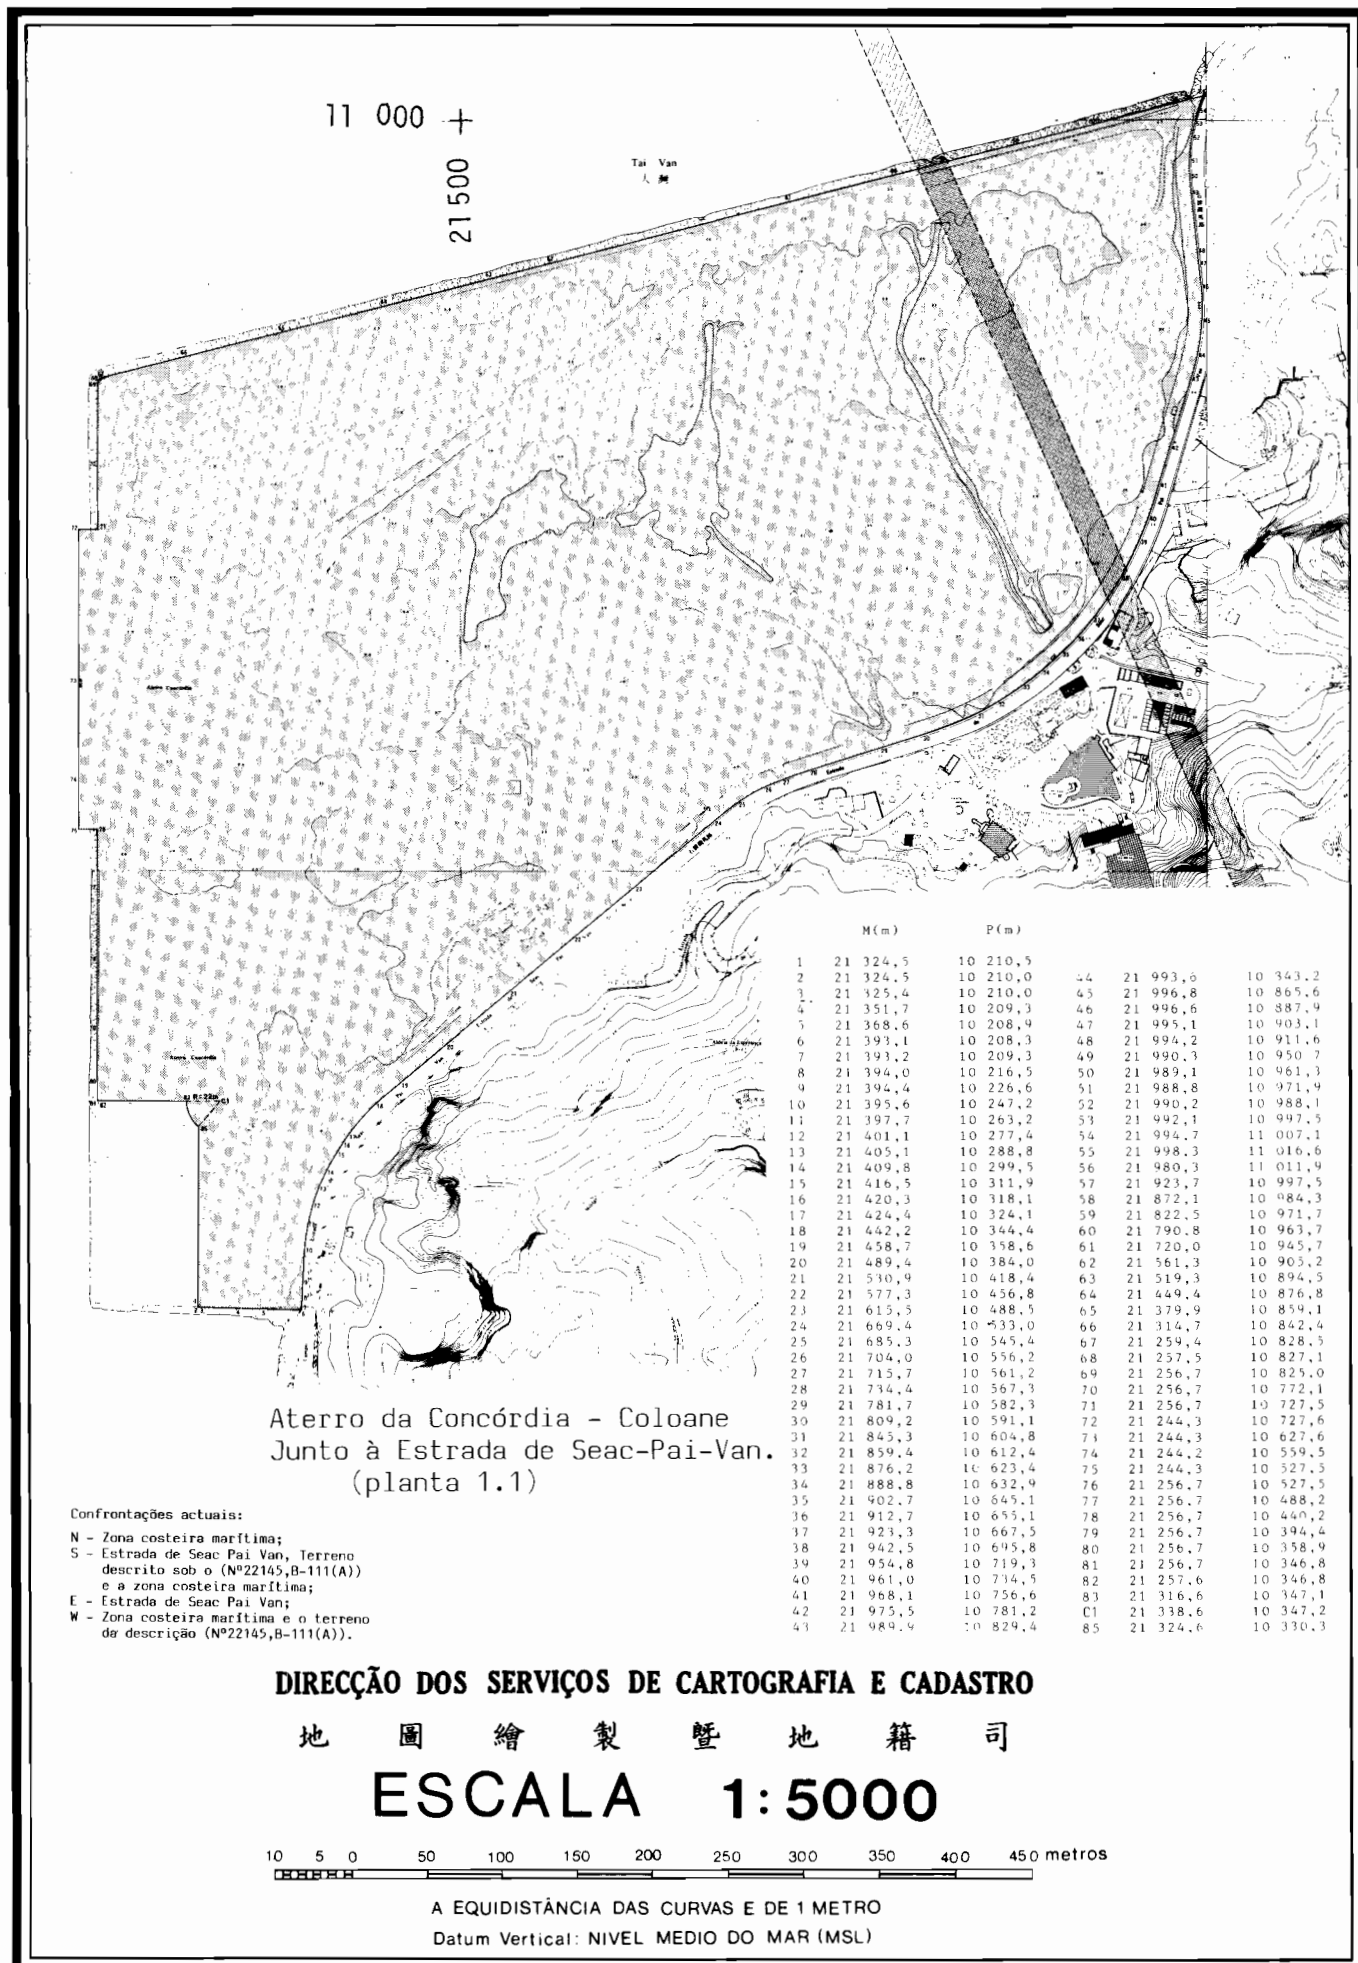 11 000
21 500
Tai Van
Aterro Concórdia
Aterro Concórdia
R=22m
M(m) P(m)
1 21 324,5 10 210,5
2 21 324,5 10 210,0 44 21 993,6 10 343.2
3 21 325,4 10 210,0 45 21 996,8 10 865,6
4 21 351,7 10 209,3 46 21 996,6 10 887,9
5 21 368,6 10 208,9 47 21 995,1 10 903,1
6 21 393,1 10 208,3 48 21 994,2 10 911,6
7 21 393,2 10 209,3 49 21 990,3 10 950 7
8 21 394,0 10 216,5 50 21 989,1 10 961,3
9 21 394,4 10 226,6 51 21 988,8 10 971,9
10 21 395,6 10 247,2 52 21 990,2 10 988,1
11 21 397,7 10 263,2 53 21 992,1 10 997,5
12 21 401,1 10 277,4 54 21 994,7 11 007,1
13 21 405,1 10 288,8 55 21 998,3 11 016,6
14 21 409,8 10 299,5 56 21 980,3 11 011,9
15 21 416,5 10 311,9 57 21 923,7 10 997,5
16 21 420,3 10 318,1 58 21 872,1 10 984,3
17 21 424,4 10 324,1 59 21 822,5 10 971,7
18 21 442,2 10 344,4 60 21 790,8 10 963,7
19 21 458,7 10 358,6 61 21 720,0 10 945,7
20 21 489,4 10 384,0 62 21 561,3 10 905,2
21 21 530,9 10 418,4 63 21 519,3 10 894,5
22 21 577,3 10 456,8 64 21 449,4 10 876,8
23 21 615,5 10 488,5 65 21 379,9 10 859,1
24 21 669,4 10 533,0 66 21 314,7 10 842,4
25 21 685,3 10 545,4 67 21 259,4 10 828,5
26 21 704,0 10 556,2 68 21 257,5 10 827,1
27 21 715,7 10 561,2 69 21 256,7 10 825,0
28 21 734,4 10 567,3 70 21 256,7 10 772,1
29 21 781,7 10 582,3 71 21 256,7 10 727,5
30 21 809,2 10 591,1 72 21 244,3 10 727,6
31 21 845,3 10 604,8 73 21 244,3 10 627,6
32 21 859,4 10 612,4 74 21 244,2 10 559,5
33 21 876,2 10 623,4 75 21 244,3 10 527,5
34 21 888,8 10 632,9 76 21 256,7 10 527,5
35 21 902,7 10 645,1 77 21 256,7 10 488,2
36 21 912,7 10 655,1 78 21 256,7 10 440,2
37 21 923,3 10 667,5 79 21 256,7 10 394,4
38 21 942,5 10 695,8 80 21 256,7 10 358,9
39 21 954,8 10 719,3 81 21 256,7 10 346,8
40 21 961,0 10 734,5 82 21 257,6 10 346,8
41 21 968,1 10 756,6 83 21 316,6 10 347,1
42 21 975,5 10 781,2 C1 21 338,6 10 347,2
43 21 989,9 10 829,4 85 21 324,6 10 330,3
Aterro da Concórdia - Coloane
Junto à Estrada de Seac-Pai-Van.
(planta 1.1)
Confrontações actuais:
N - Zona costeira marítima;
S - Estrada de Seac Pai Van, Terreno
descrito sob o (Nº22145,B-111(A))
e a zona costeira marítima;
E - Estrada de Seac Pai Van;
W - Zona costeira marítima e o terreno
da descrição (Nº22145,B-111(A)).
DIRECÇÃO DOS SERVIÇOS DE CARTOGRAFIA E CADASTRO
地 圖 繪 製 暨 地 籍 司
ESCALA 1:5000
10 5 0 50 100 150 200 250 300 350 400 450 metros
A EQUIDISTÂNCIA DAS CURVAS E DE 1 METRO
Datum Vertical: NIVEL MEDIO DO MAR (MSL)